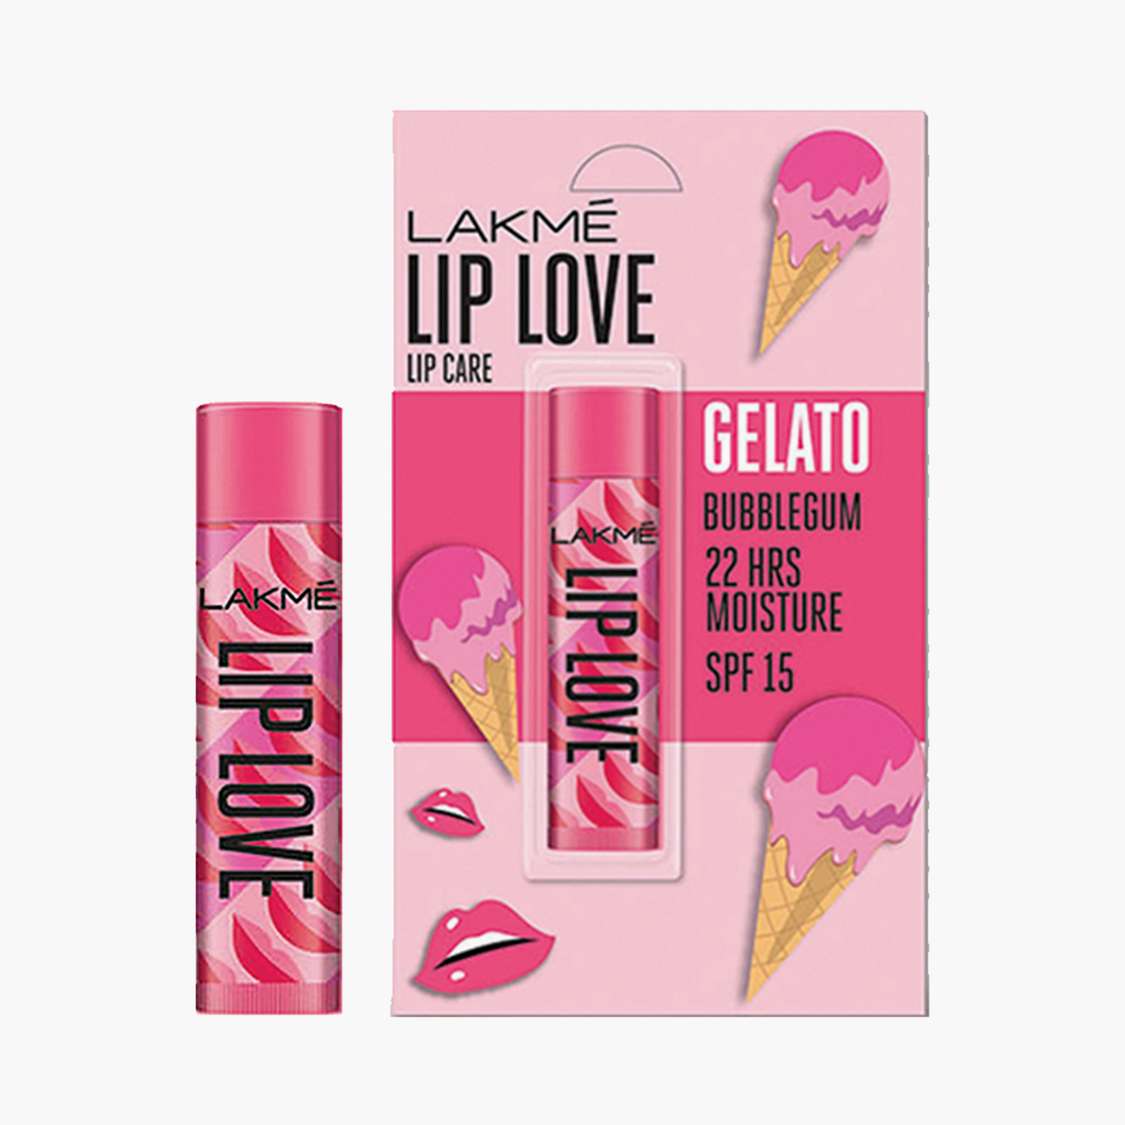 LAKMÉ
LIP LOVE
LIP CARE
GELATO
BUBBLEGUM
22 HRS
MOISTURE
SPF 15
LAKMÉ
LIP LOVE
LAKMÉ
LIP LOVE